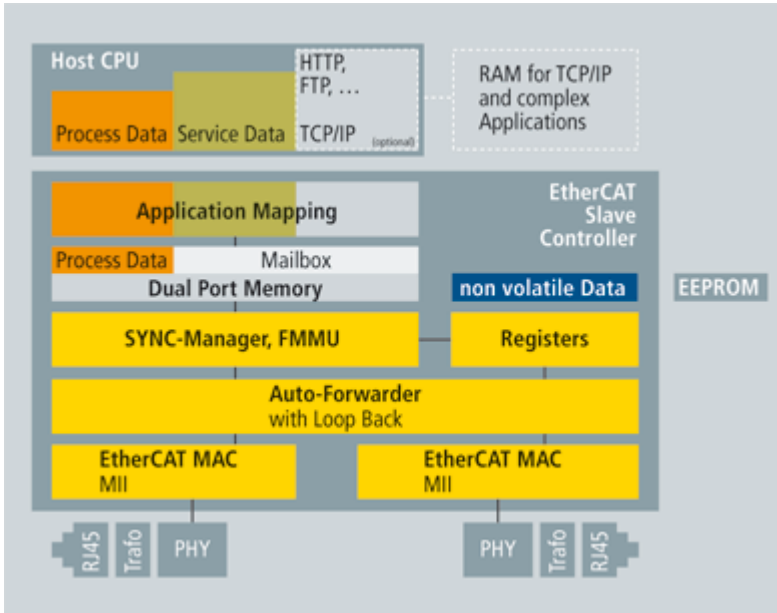 Host CPU
Process Data
Service Data
HTTP,
FTP, ...
TCP/IP
(optional)
RAM for TCP/IP
and complex
Applications
EtherCAT
Slave
Controller
Application Mapping
Process Data
Mailbox
Dual Port Memory
non volatile Data
EEPROM
SYNC-Manager, FMMU
Registers
Auto-Forwarder
with Loop Back
EtherCAT MAC
MII
EtherCAT MAC
MII
RJ45
Trafo
PHY
PHY
Trafo
RJ45